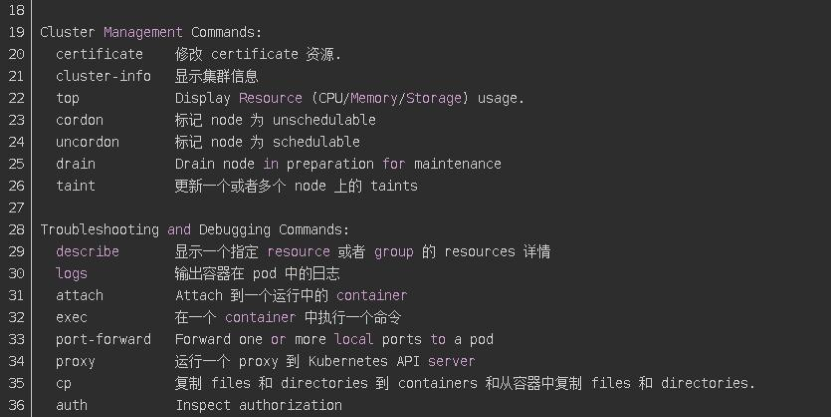 18
19 Cluster Management Commands:
20   certificate    修改 certificate 资源.
21   cluster-info   显示集群信息
22   top            Display Resource (CPU/Memory/Storage) usage.
23   cordon         标记 node 为 unschedulable
24   uncordon       标记 node 为 schedulable
25   drain          Drain node in preparation for maintenance
26   taint          更新一个或者多个 node 上的 taints
27
28 Troubleshooting and Debugging Commands:
29   describe       显示一个指定 resource 或者 group 的 resources 详情
30   logs           输出容器在 pod 中的日志
31   attach         Attach 到一个运行中的 container
32   exec           在一个 container 中执行一个命令
33   port-forward   Forward one or more local ports to a pod
34   proxy          运行一个 proxy 到 Kubernetes API server
35   cp             复制 files 和 directories 到 containers 和从容器中复制 files 和 directories.
36   auth           Inspect authorization